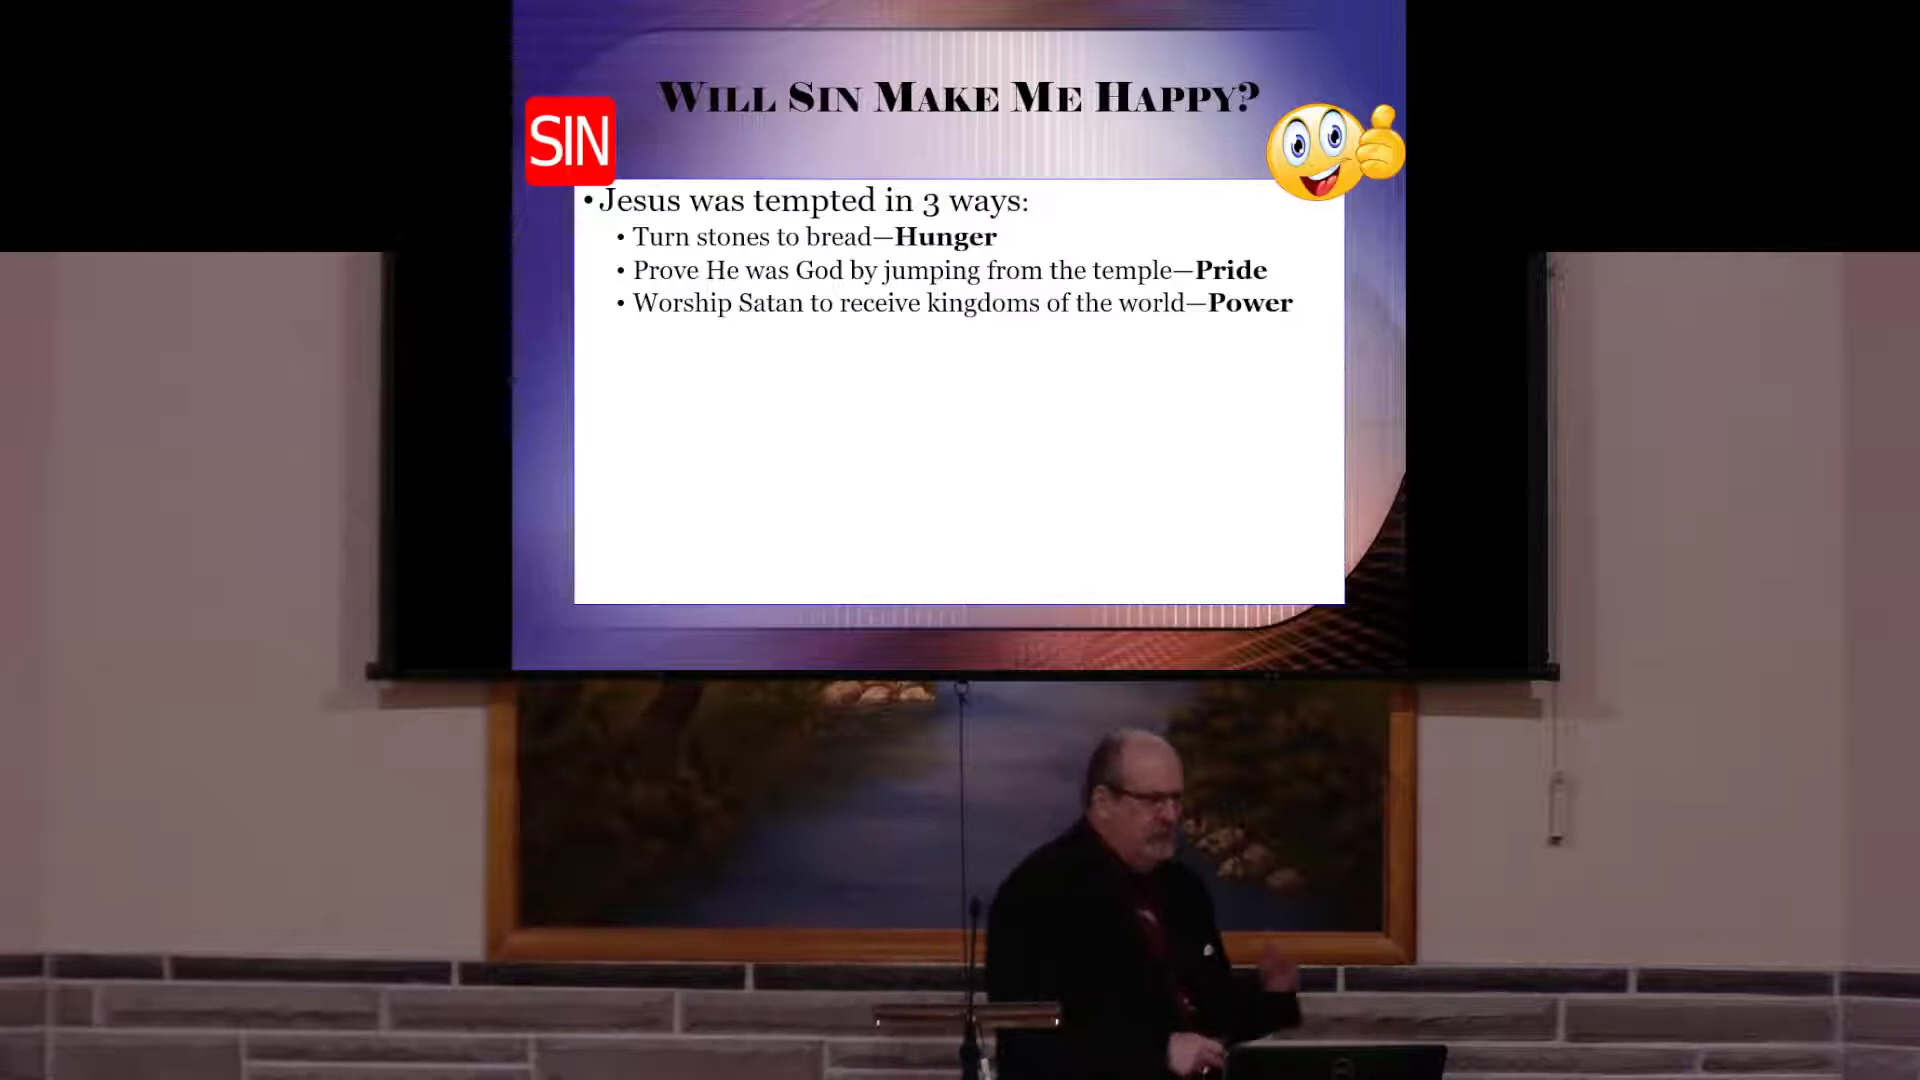 Will Sin Make Me Happy?
SIN
• Jesus was tempted in 3 ways:
• Turn stones to bread—Hunger
• Prove He was God by jumping from the temple—Pride
• Worship Satan to receive kingdoms of the world—Power